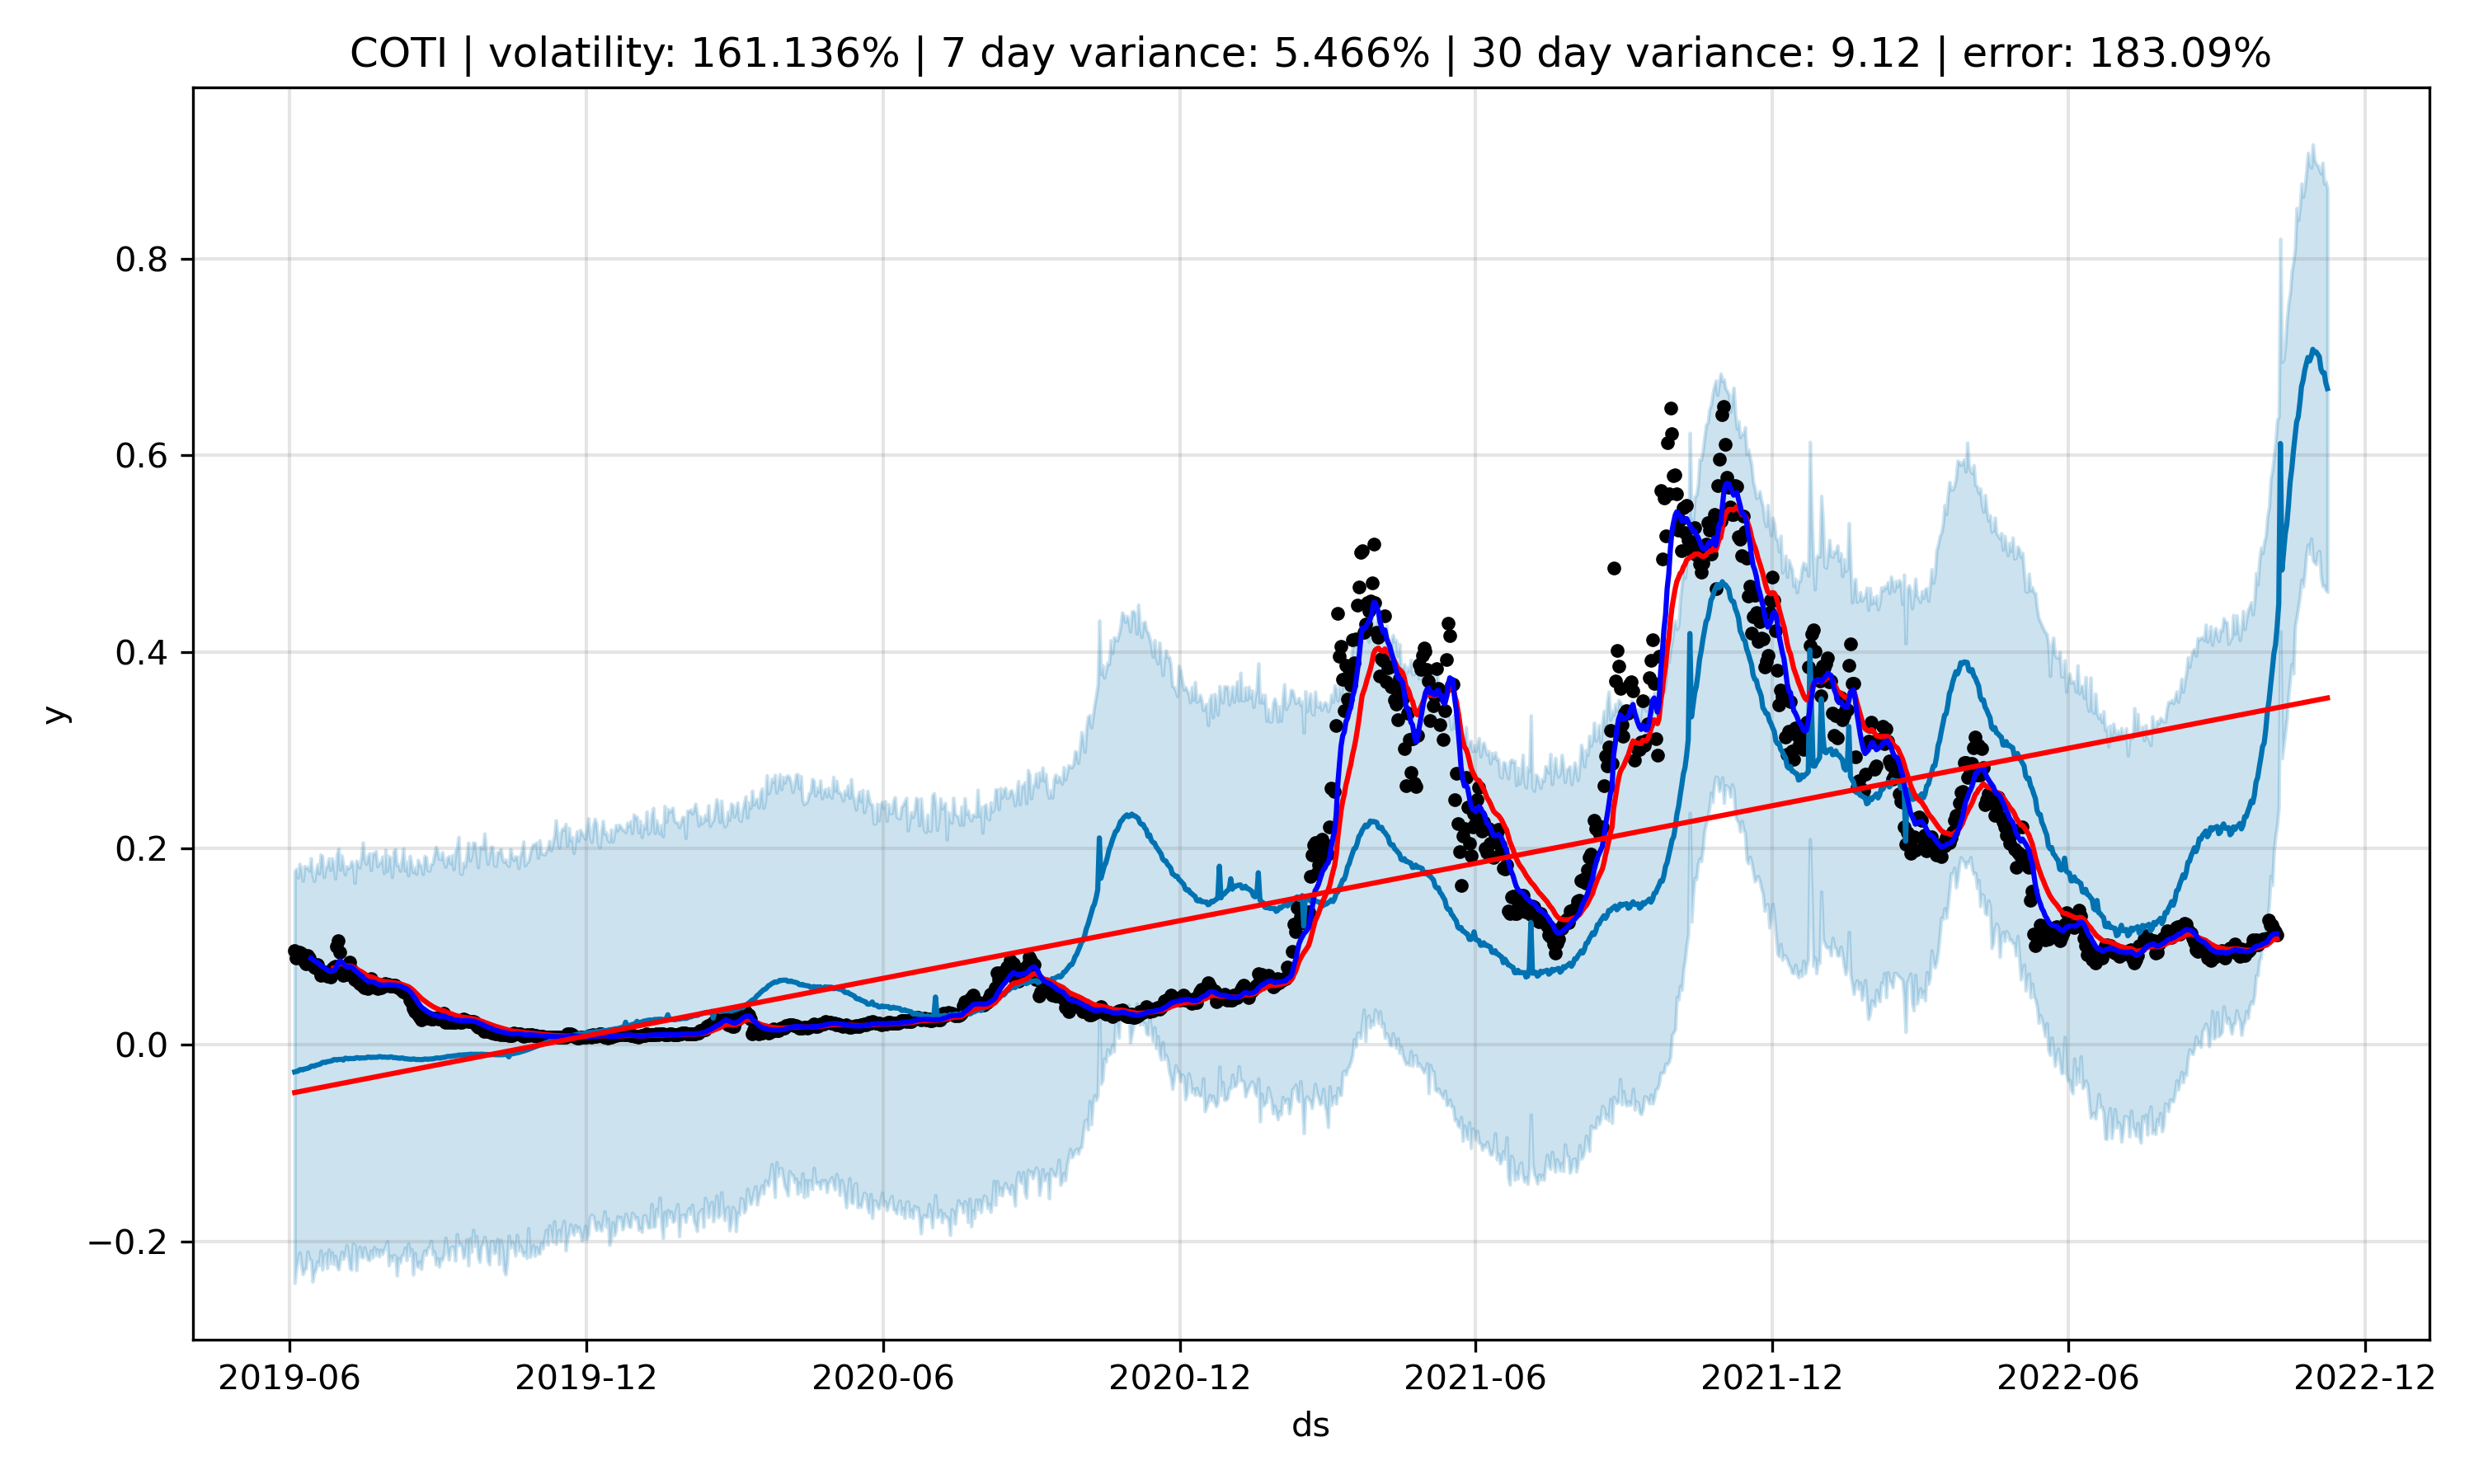 COTI | volatility: 161.136% | 7 day variance: 5.466% | 30 day variance: 9.12 | error: 183.09%
0.8
0.6
0.4
0.2
0.0
−0.2
y
2019-06 2019-12 2020-06 2020-12 2021-06 2021-12 2022-06 2022-12
ds